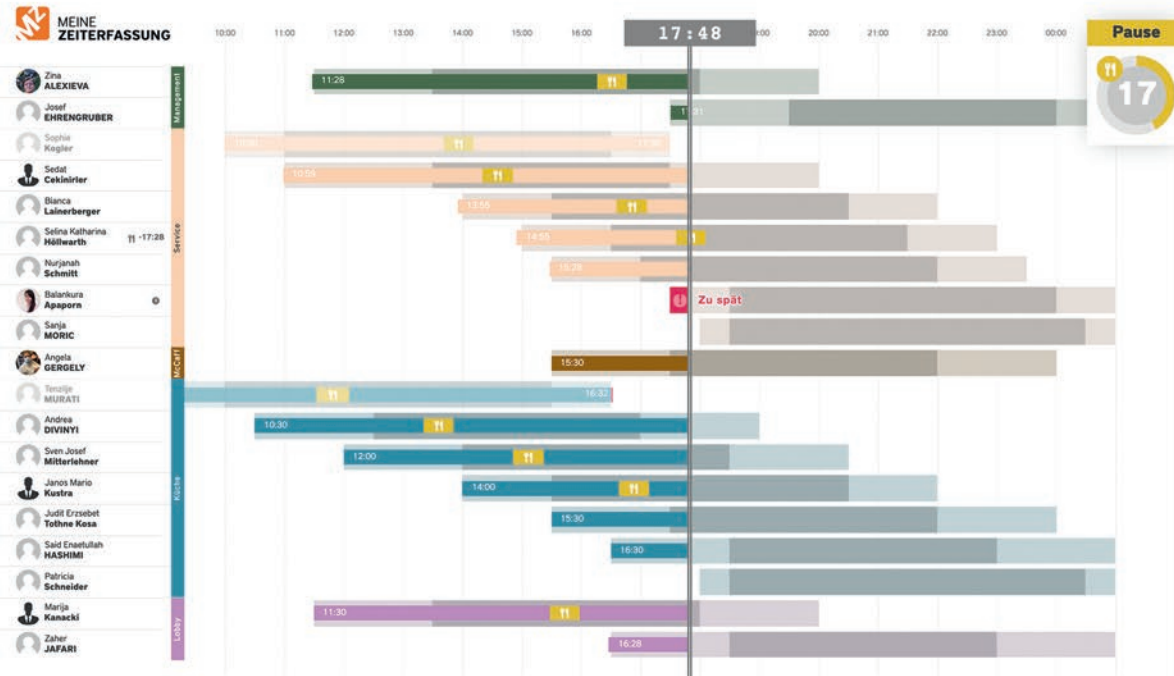 MEINE
ZEITERFASSUNG
10:00 11:00 12:00 13:00 14:00 15:00 16:00 17:48 20:00 21:00 22:00 23:00 00:00
Pause
17
Management
Zina
ALEXIEVA
11:28
Josef
EHRENGRUBER
Service
Sophie
Kogler
Sedat
Cekinirler
10:55
Bianca
Lainerberger
13:55
Selina Katharina
Höllwarth
-17:28
14:55
Nurjanah
Schmitt
15:28
Balankura
Apaporn
Zu spät
Sanja
MORIC
McCafé
Angela
GERGELY
15:30
Küche
Tenzilje
MURATI
16:32
Andrea
DIVINYI
10:30
Sven Josef
Mitterlehner
12:00
Janos Mario
Kustra
14:00
Judit Erzsebet
Tothne Kosa
15:30
Said Enaetullah
HASHIMI
16:30
Patricia
Schneider
Lobby
Marija
Kanacki
11:30
Zaher
JAFARI
16:28